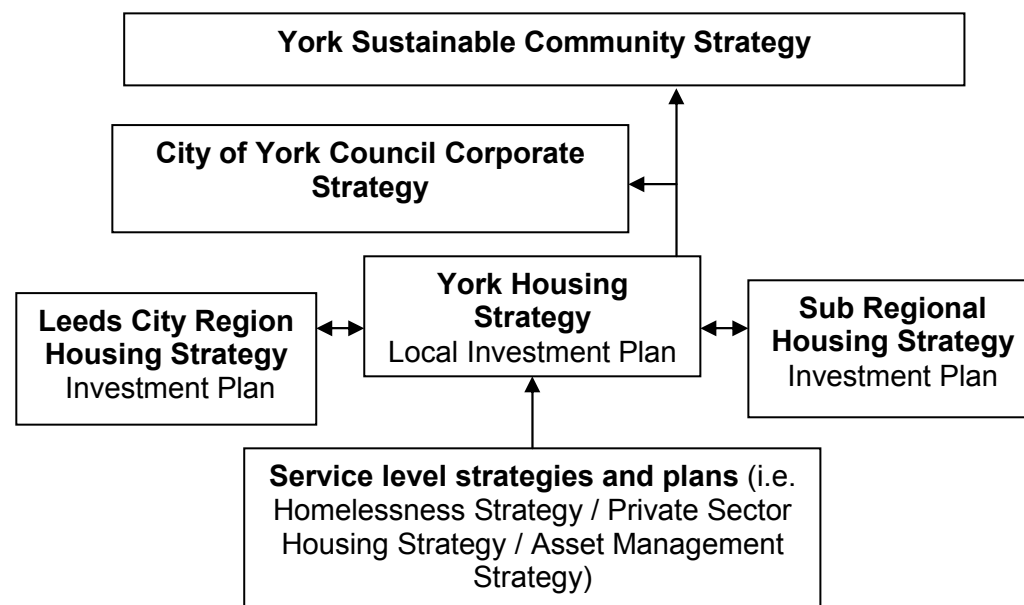 York Sustainable Community Strategy
City of York Council Corporate
Strategy
York Housing
Strategy
Local Investment Plan
Leeds City Region
Housing Strategy
Investment Plan
Sub Regional
Housing Strategy
Investment Plan
Service level strategies and plans (i.e.
Homelessness Strategy / Private Sector
Housing Strategy / Asset Management
Strategy)